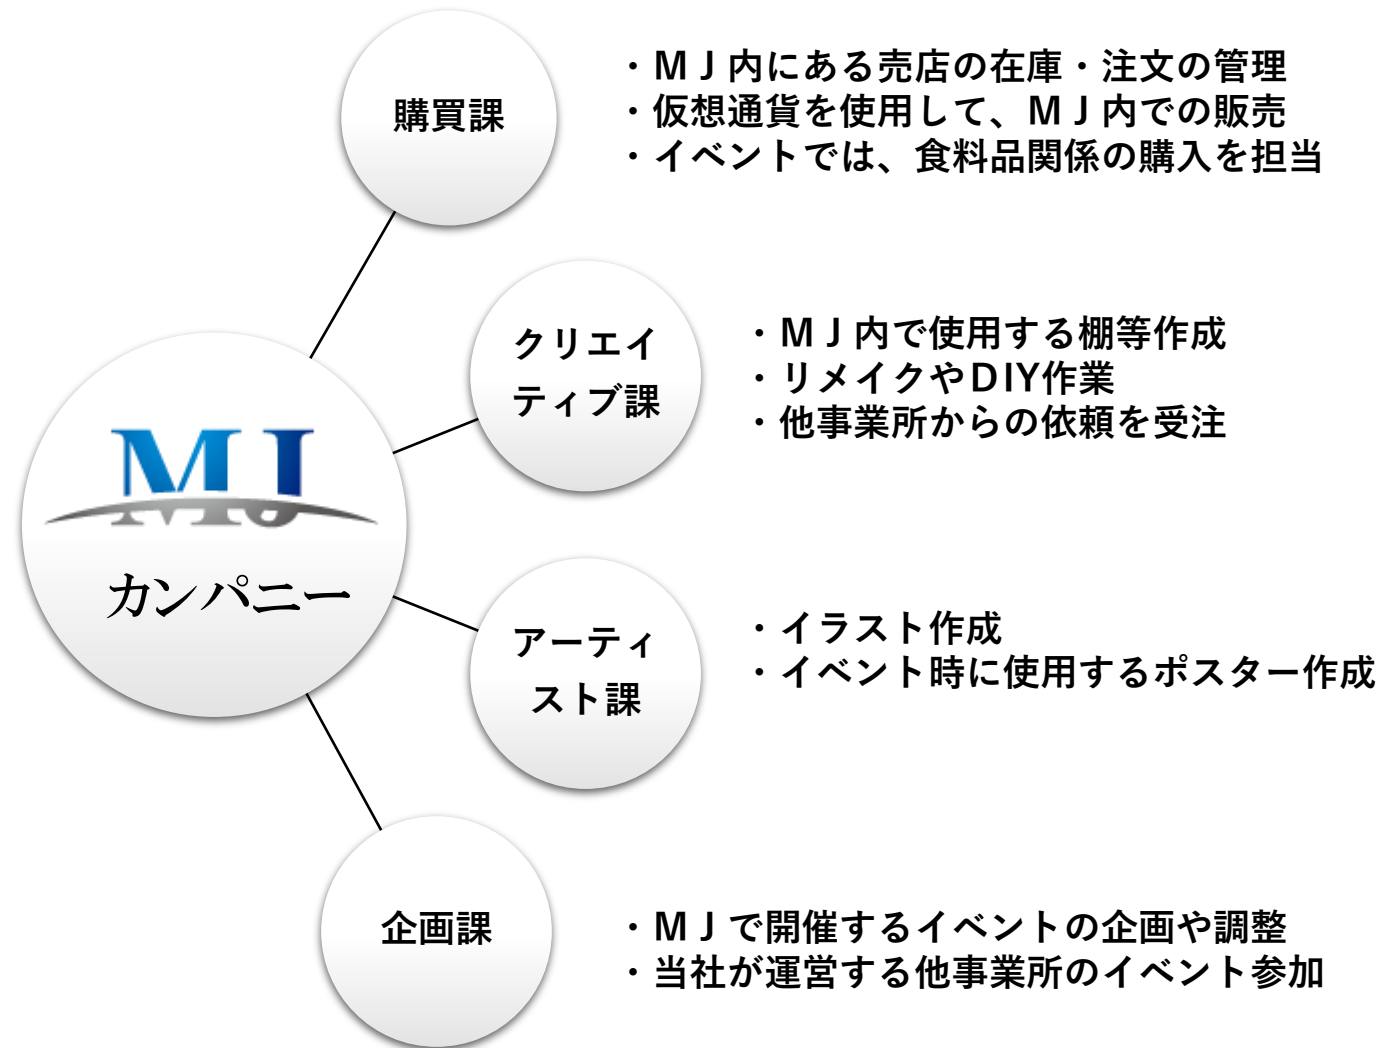 購買課
・ＭＪ内にある売店の在庫・注文の管理
・仮想通貨を使用して、ＭＪ内での販売
・イベントでは、食料品関係の購入を担当
クリエイ
ティブ課
・ＭＪ内で使用する棚等作成
・リメイクやＤIY作業
・他事業所からの依頼を受注
MJ
カンパニー
アーティ
スト課
・イラスト作成
・イベント時に使用するポスター作成
企画課
・ＭＪで開催するイベントの企画や調整
・当社が運営する他事業所のイベント参加